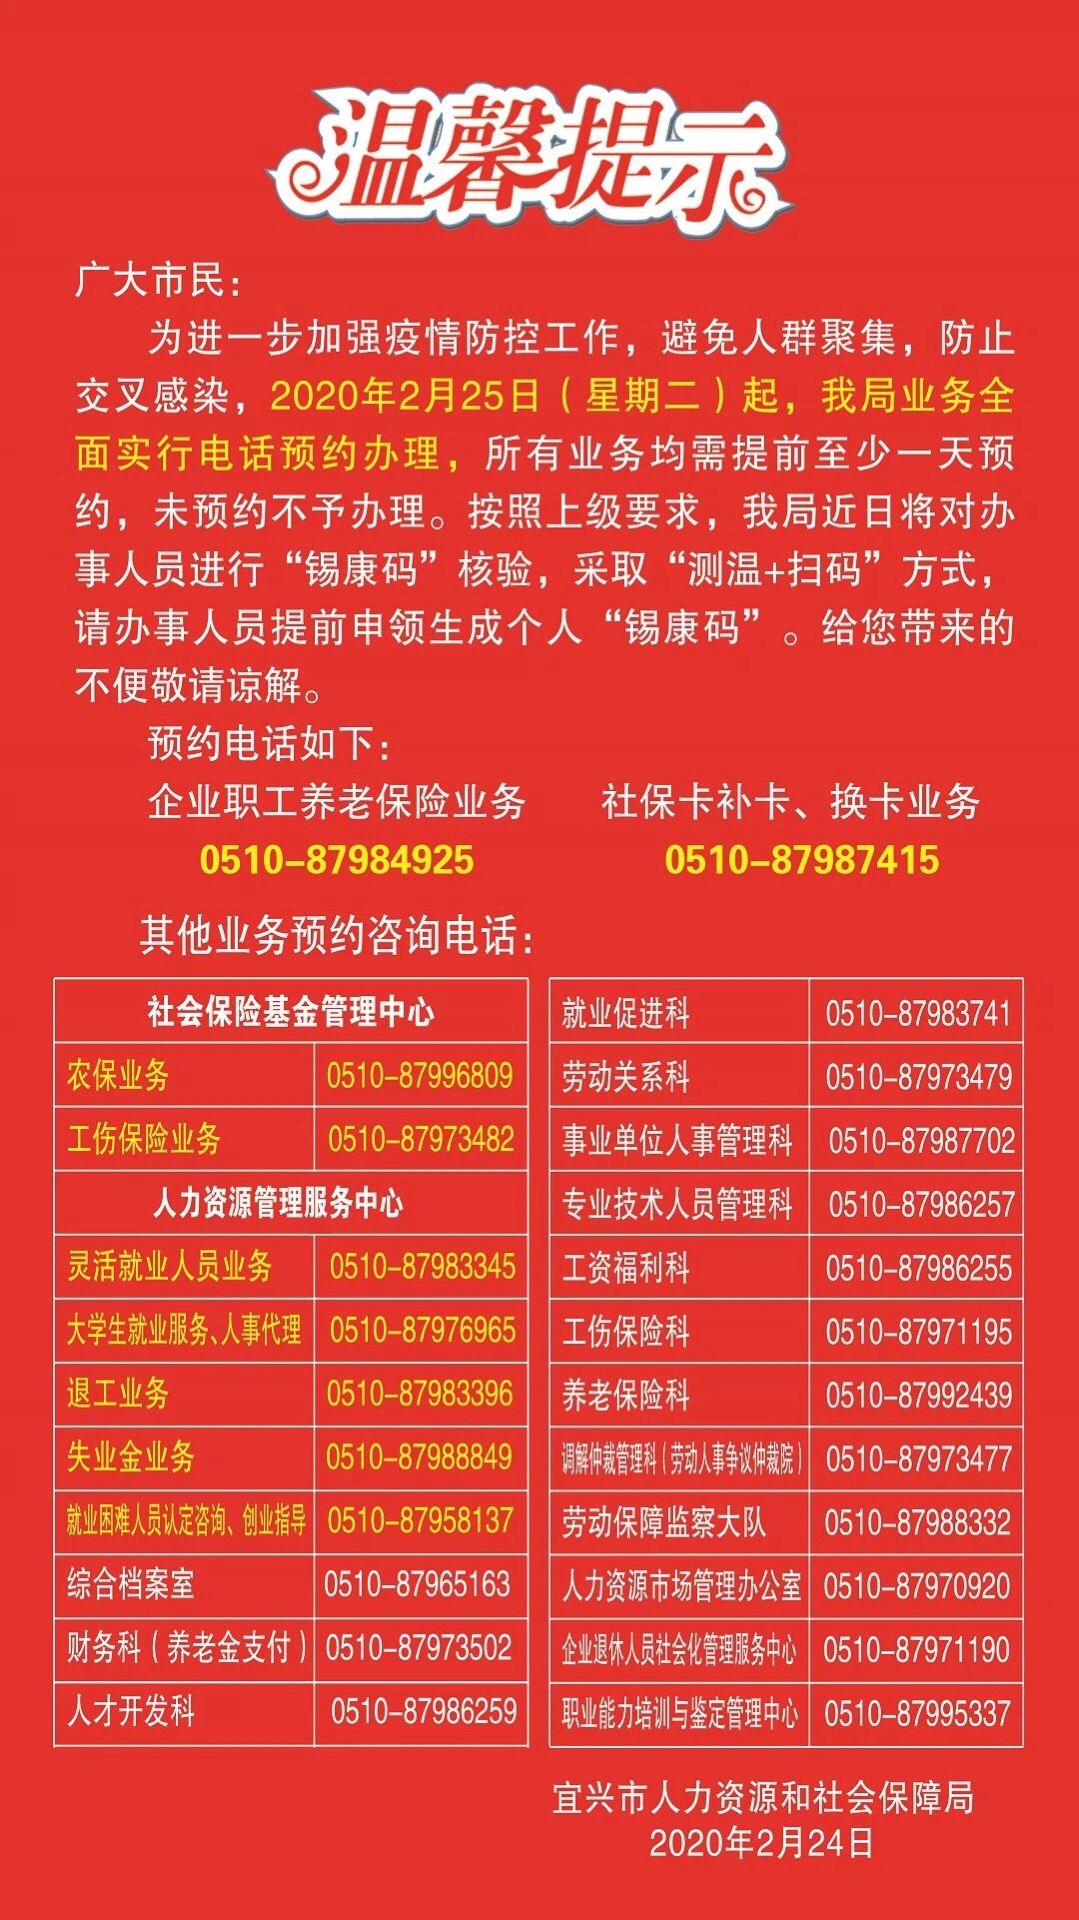 温馨提示
广大市民：
为进一步加强疫情防控工作，避免人群聚集，防止
交叉感染，2020年2月25日（星期二）起，我局业务全
面实行电话预约办理，所有业务均需提前至少一天预
约，未预约不予办理。按照上级要求，我局近日将对办
事人员进行“锡康码”核验，采取“测温+扫码”方式，
请办事人员提前申领生成个人“锡康码”。给您带来的
不便敬请谅解。
预约电话如下：
企业职工养老保险业务 社保卡补卡、换卡业务
0510-87984925 0510-87987415
其他业务预约咨询电话：
社会保险基金管理中心
农保业务 0510-87996809
工伤保险业务 0510-87973482
人力资源管理服务中心
灵活就业人员业务 0510-87983345
大学生就业服务、人事代理 0510-87976965
退工业务 0510-87983396
失业金业务 0510-87988849
就业困难人员认定咨询、创业指导 0510-87958137
综合档案室 0510-87965163
财务科（养老金支付） 0510-87973502
人才开发科 0510-87986259
就业促进科 0510-87983741
劳动关系科 0510-87973479
事业单位人事管理科 0510-87987702
专业技术人员管理科 0510-87986257
工资福利科 0510-87986255
工伤保险科 0510-87971195
养老保险科 0510-87992439
调解仲裁管理科（劳动人事争议仲裁院） 0510-87973477
劳动保障监察大队 0510-87988332
人力资源市场管理办公室 0510-87970920
企业退休人员社会化管理服务中心 0510-87971190
职业能力培训与鉴定管理中心 0510-87995337
宜兴市人力资源和社会保障局
2020年2月24日